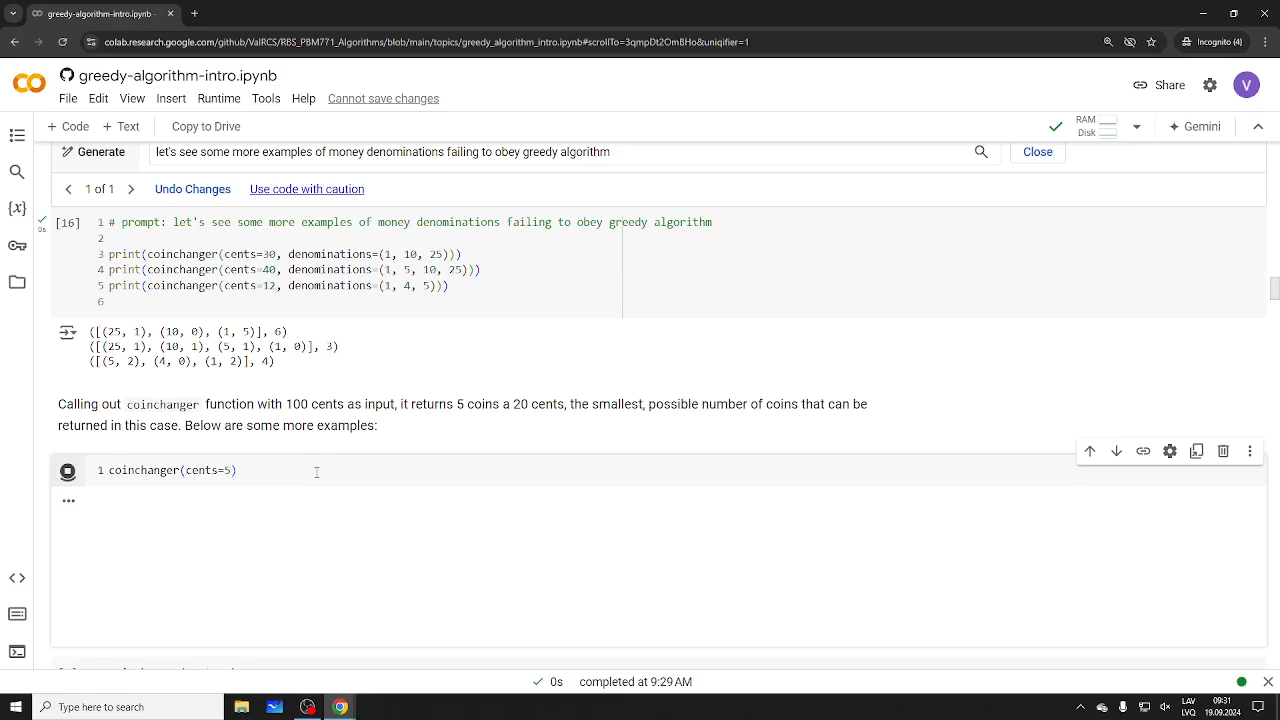 greedy-algorithm-intro.ipynb -
colab.research.google.com/github/ValRCS/RBS_PBM771_Algorithms/blob/main/topics/greedy_algorithm_intro.ipynb#scrollTo=3qmpDt2OmBHo&uniqifier=1
Incognito (4)
greedy-algorithm-intro.ipynb
File Edit View Insert Runtime Tools Help Cannot save changes
Share
V
+ Code + Text Copy to Drive
RAM
Disk
Gemini
Generate let's see some more examples of money denominations failing to obey greedy algorithm Close
1 of 1 Undo Changes Use code with caution
[16] 1 # prompt: let's see some more examples of money denominations failing to obey greedy algorithm
0s
2
3 print(coinchanger(cents=30, denominations=(1, 10, 25)))
4 print(coinchanger(cents=40, denominations=(1, 5, 10, 25)))
5 print(coinchanger(cents=12, denominations=(1, 4, 5)))
6
([(25, 1), (10, 0), (1, 5)], 6)
([(25, 1), (10, 1), (5, 1), (1, 0)], 3)
([(5, 2), (4, 0), (1, 2)], 4)
Calling out coinchanger function with 100 cents as input, it returns 5 coins a 20 cents, the smallest, possible number of coins that can be
returned in this case. Below are some more examples:
1 coinchanger(cents=5)
0s completed at 9:29 AM
Type here to search
LAV
LVQ
09:31
19.09.2024